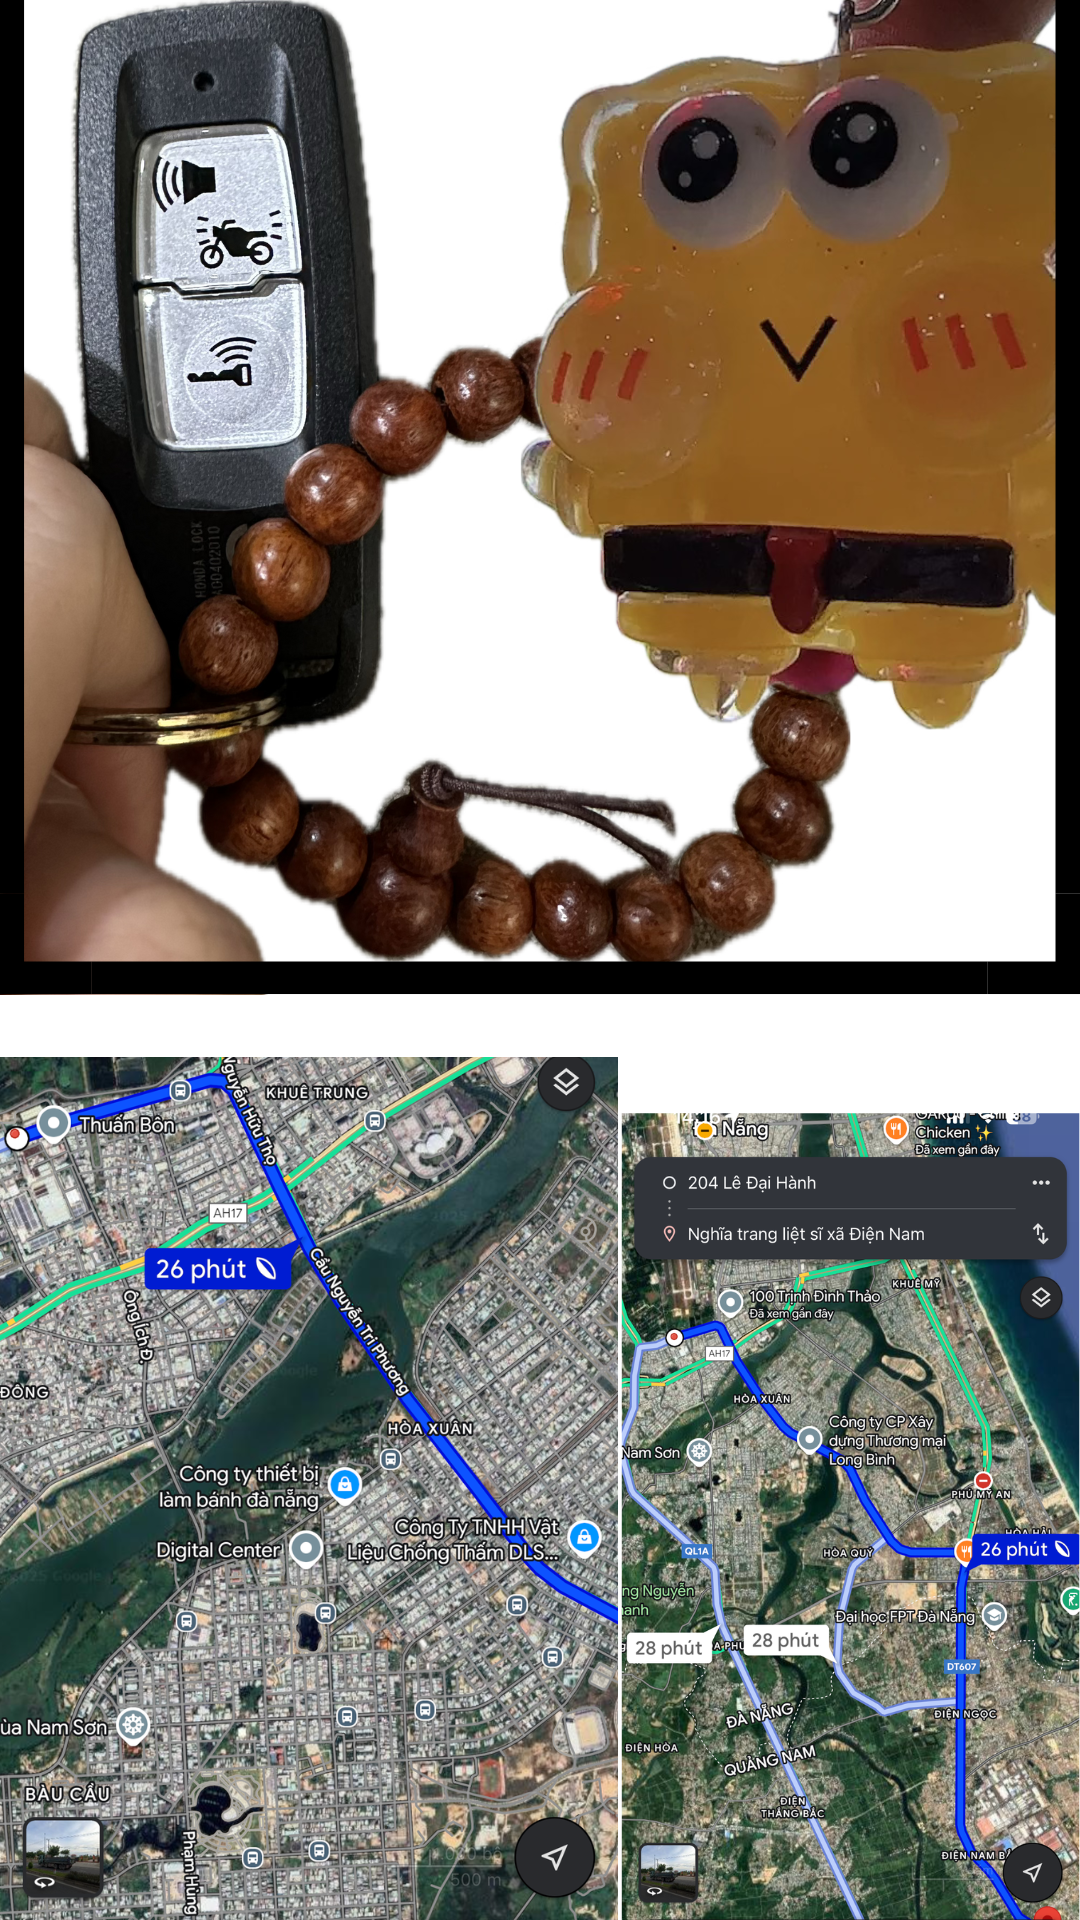 HONDA LOCK
Nguyễn Hữu Thọ
KHUÊ TRUNG
Thuấn Bôn
AH17
26 phút
Cầu Nguyễn Tri Phương
Ông Ích Đ.
ĐÔNG
HÒA XUÂN
Công ty thiết bị
làm bánh đà nẵng
Công Ty TNHH Vật
Liệu Chống Thấm DLS...
Digital Center
ùa Nam Sơn
BÀU CẦU
Phạm Hùng
500 m
Nẵng
Chicken ✨
Đã xem gần đây
204 Lê Đại Hành
Nghĩa trang liệt sĩ xã Điện Nam
KHUÊ MỸ
100 Trịnh Đình Thảo
Đã xem gần đây
AH17
HÒA XUÂN
Công ty CP Xây
dựng Thương mại
Long Bình
Nam Sơn
PHÚ MỸ AN
HÒA HẢI
QL1A
HÒA QUÝ
26 phút
ng Nguyễn
anh
Đại học FPT Đà Nẵng
28 phút
28 phút
DT607
ĐÀ NẴNG
ĐIỆN NGỌC
ĐIỆN HÒA
QUẢNG NAM
ĐIỆN
THẮNG BẮC
ĐIỆN NAM BẮ